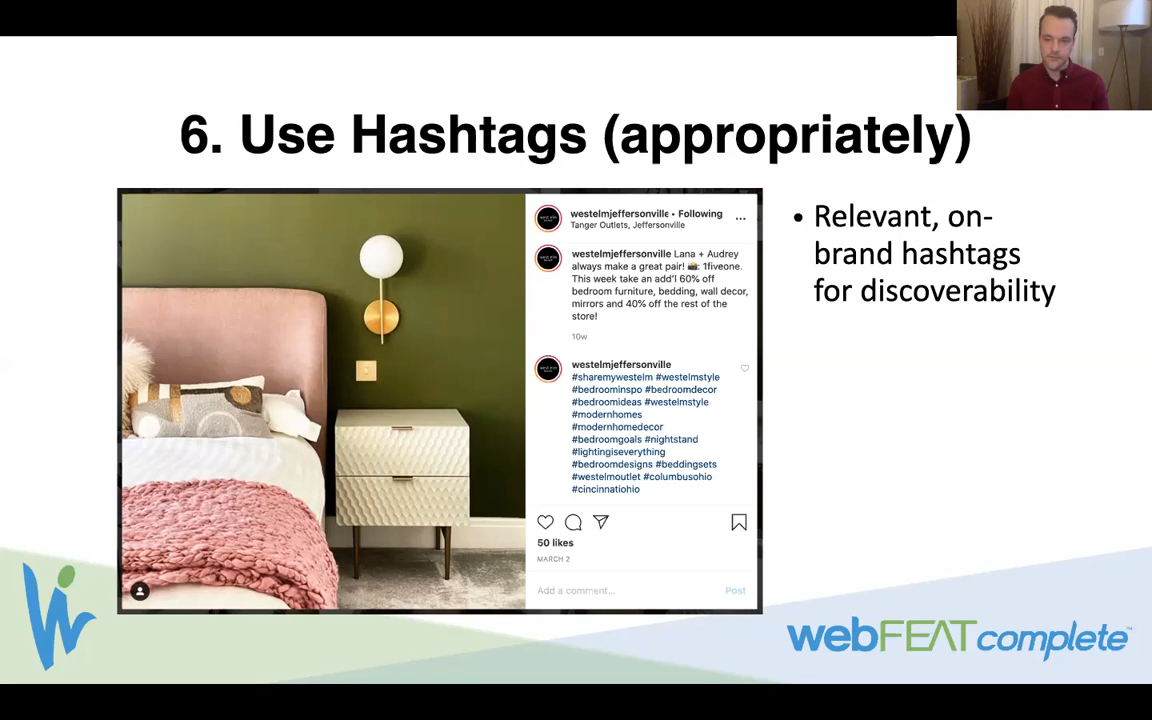 6. Use Hashtags (appropriately)
westelmjeffersonville • Following
Tanger Outlets, Jeffersonville
westelmjeffersonville Lana + Audrey
always make a great pair! 📸: 1fiveone.
This week take an add'l 60% off
bedroom furniture, bedding, wall decor,
mirrors and 40% off the rest of the
store!
10w
westelmjeffersonville
#sharemywestelm #westelmstyle
#bedroominspo #bedroomdecor
#bedroomideas #westelmstyle
#modernhomes
#modernhomedecor
#bedroomgoals #nightstand
#lightingiseverything
#bedroomdesigns #beddingsets
#westelmoutlet #columbusohio
#cincinnatiohio
50 likes
MARCH 2
Add a comment...
Post
• Relevant, on-
brand hashtags
for discoverability
webFEAT complete™